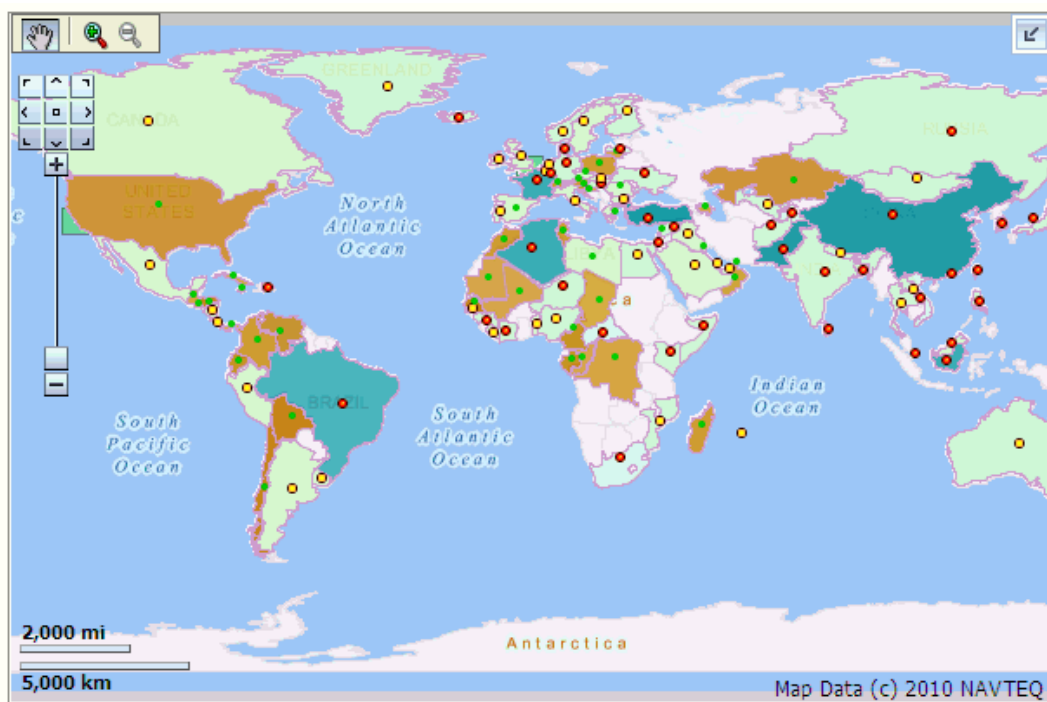 GREENLAND
CANADA
RUSSIA
UNITED
STATES
North
Atlantic
Ocean
BRAZIL
South
Pacific
Ocean
South
Atlantic
Ocean
Indian
Ocean
Antarctica
2,000 mi
5,000 km
Map Data (c) 2010 NAVTEQ